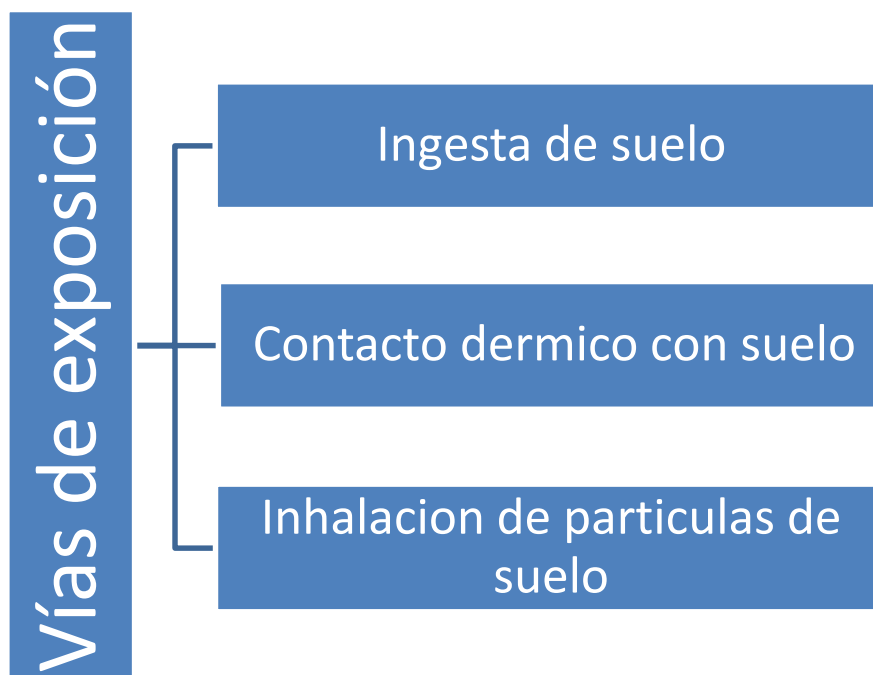 Vías de exposición
Ingesta de suelo
Contacto dermico con suelo
Inhalacion de particulas de
suelo